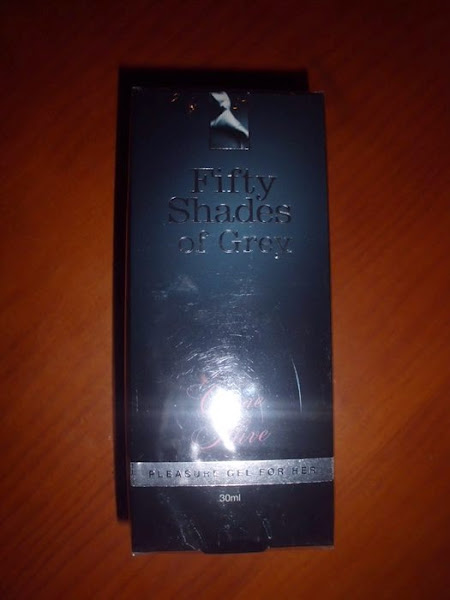 Fifty
Shades
of Grey
PLEASURE GEL FOR HER
30ml